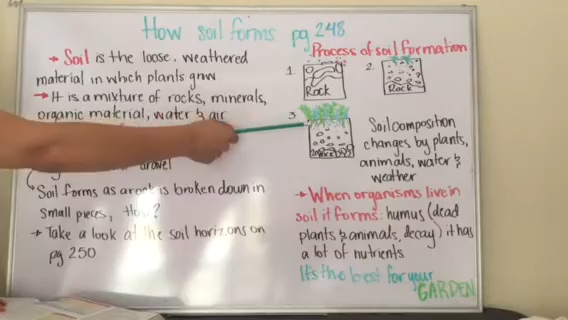 How soil forms pg 248
→ Soil is the loose. weathered
material in which plants grow
→ It is a mixture of rocks, minerals,
organic material, water & air
gravel
Soil forms as a rock is broken down in
small pieces, How?
→ Take a look at the soil horizons on
pg 250
Process of soil formation
1.
Rock
2.
Rock
3
Soil composition
changes by plants,
animals, water &
weather
→ When organisms live in
soil it forms: humus (dead
plants & animals, decay) it has
a lot of nutrients
It's the best for your
GARDEN